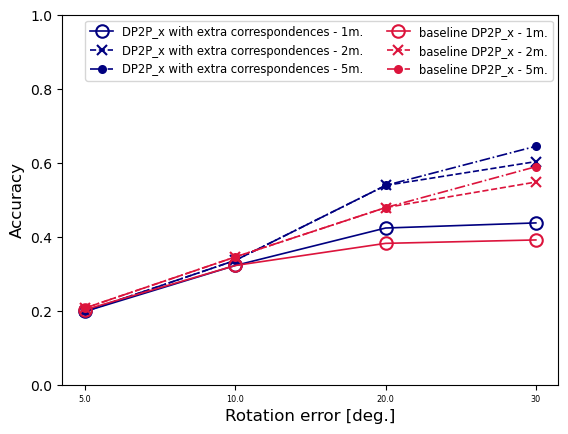 DP2P_x with extra correspondences - 1m.
DP2P_x with extra correspondences - 2m.
DP2P_x with extra correspondences - 5m.
baseline DP2P_x - 1m.
baseline DP2P_x - 2m.
baseline DP2P_x - 5m.
Accuracy
1.0
0.8
0.6
0.4
0.2
0.0
5.0 10.0 20.0 30
Rotation error [deg.]